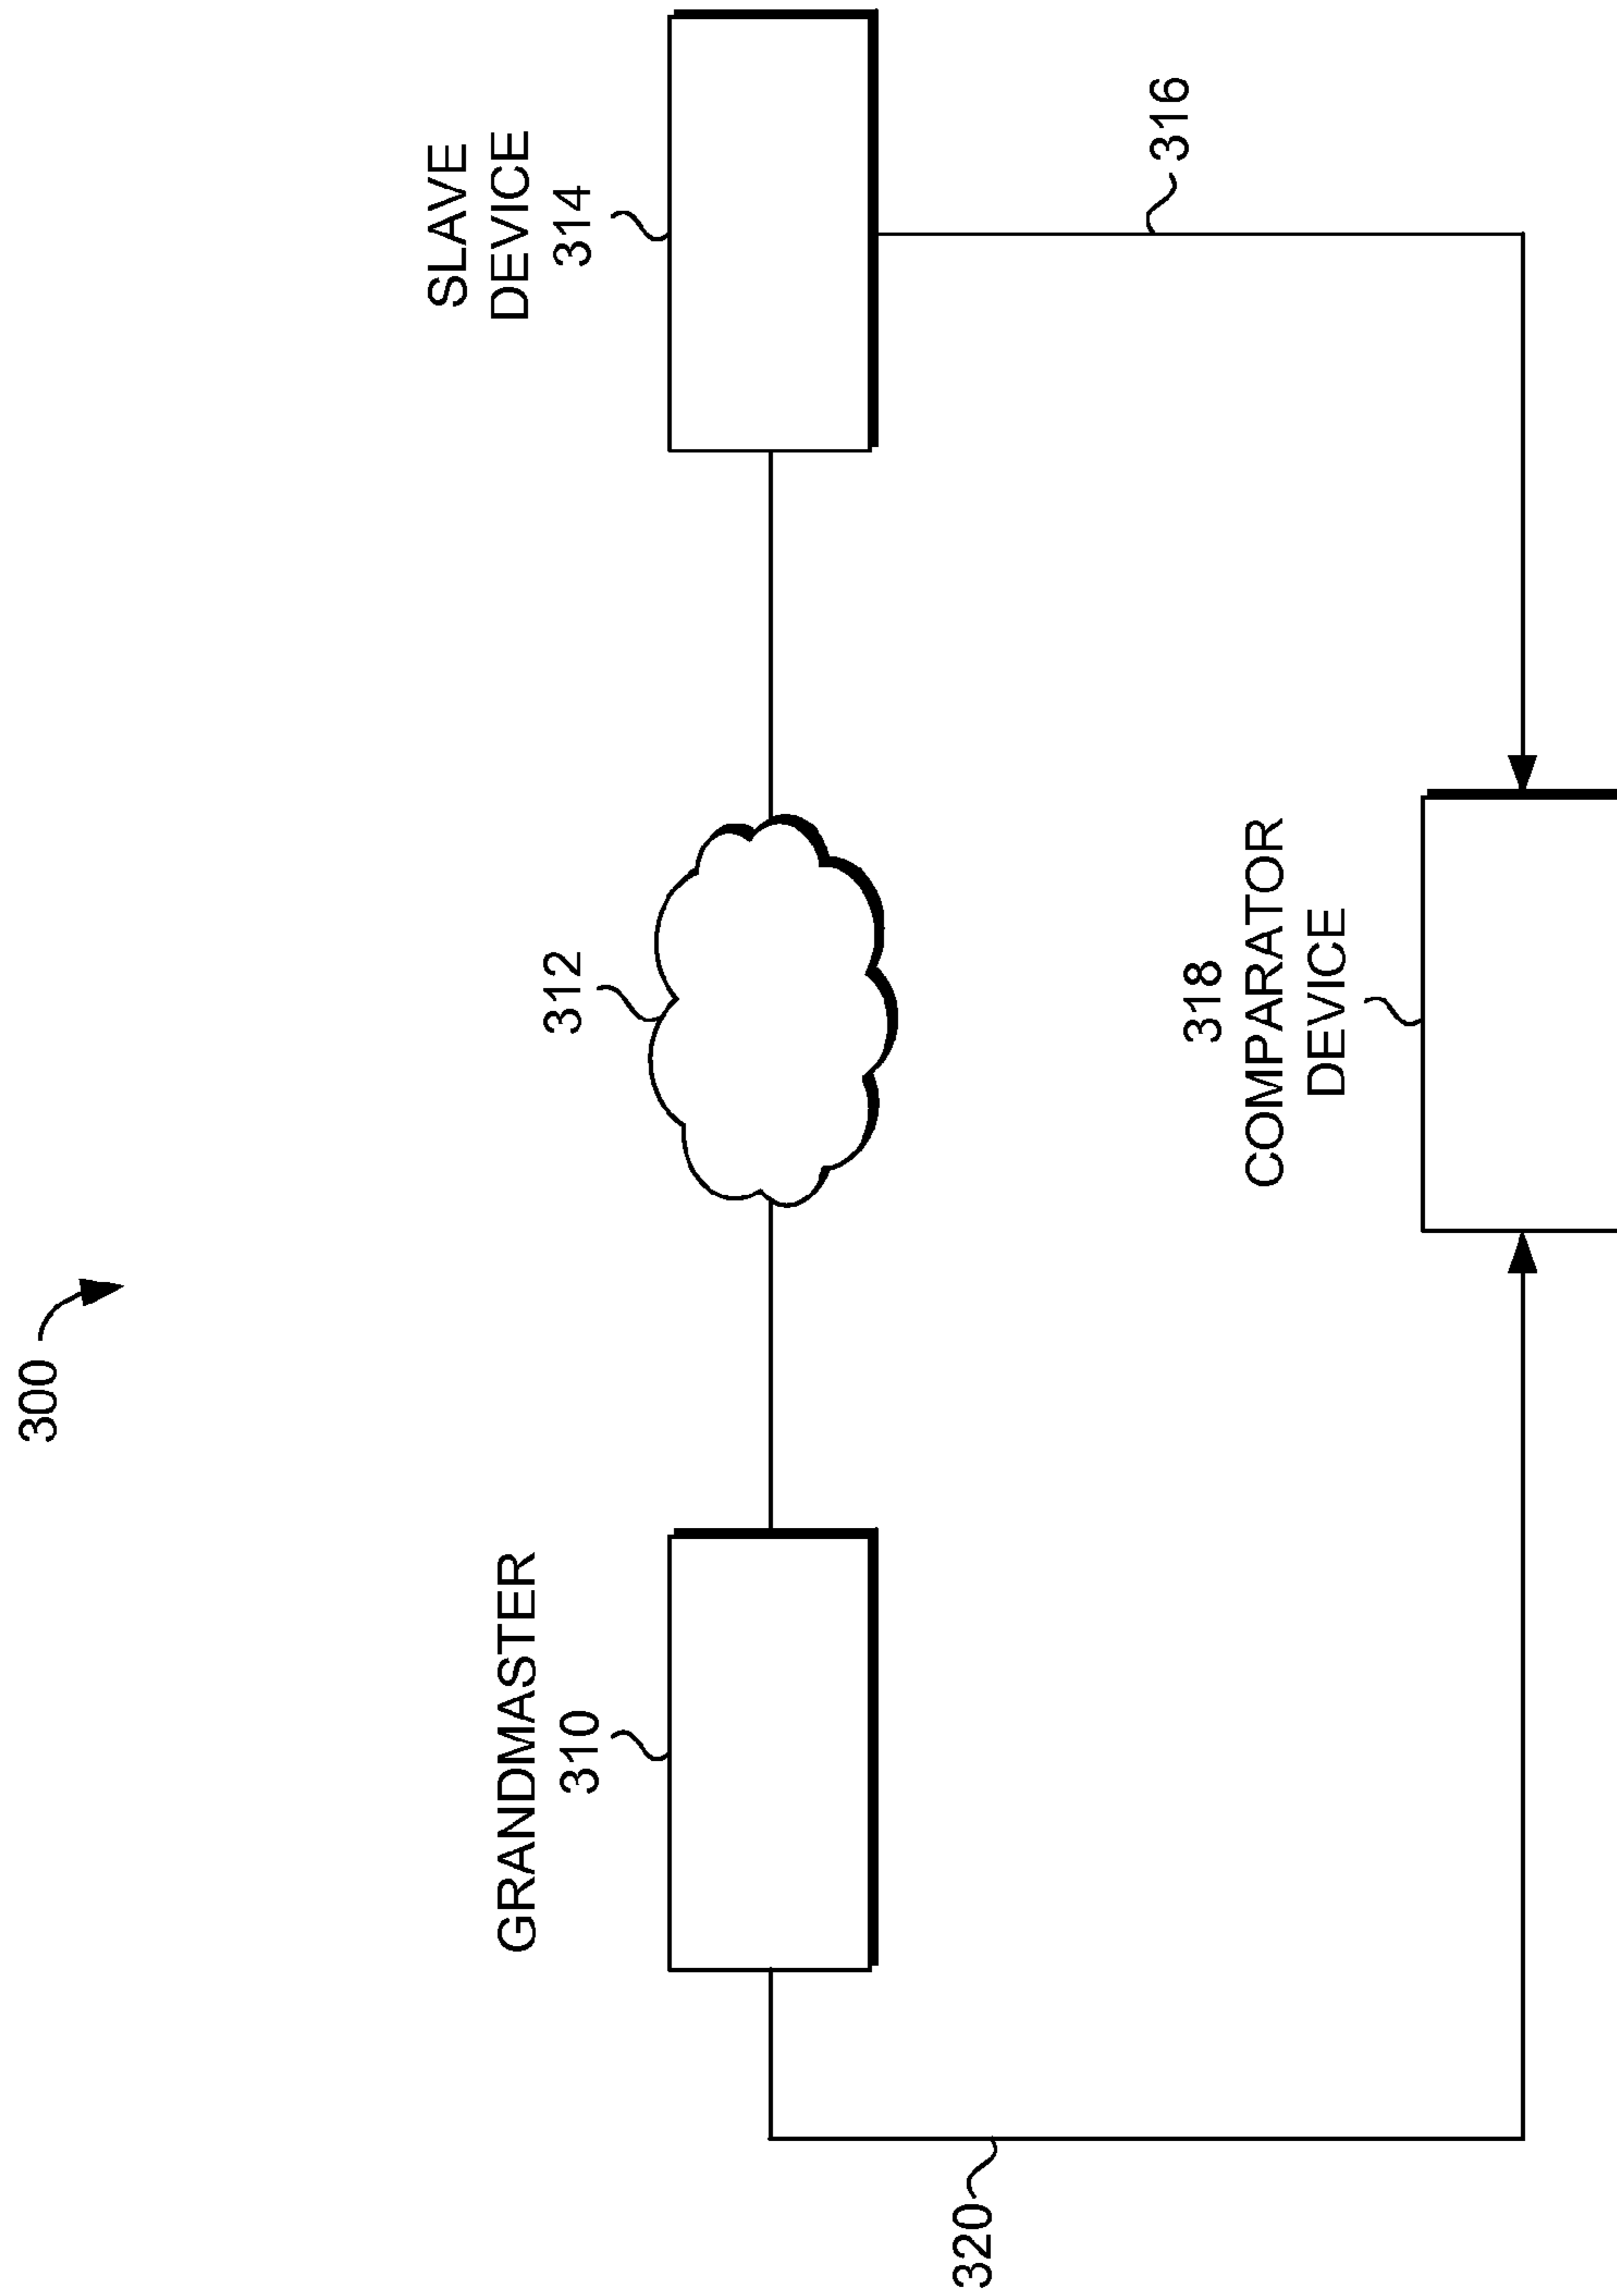 300
GRANDMASTER
310
312
SLAVE
DEVICE
314
320
318
COMPARATOR
DEVICE
316